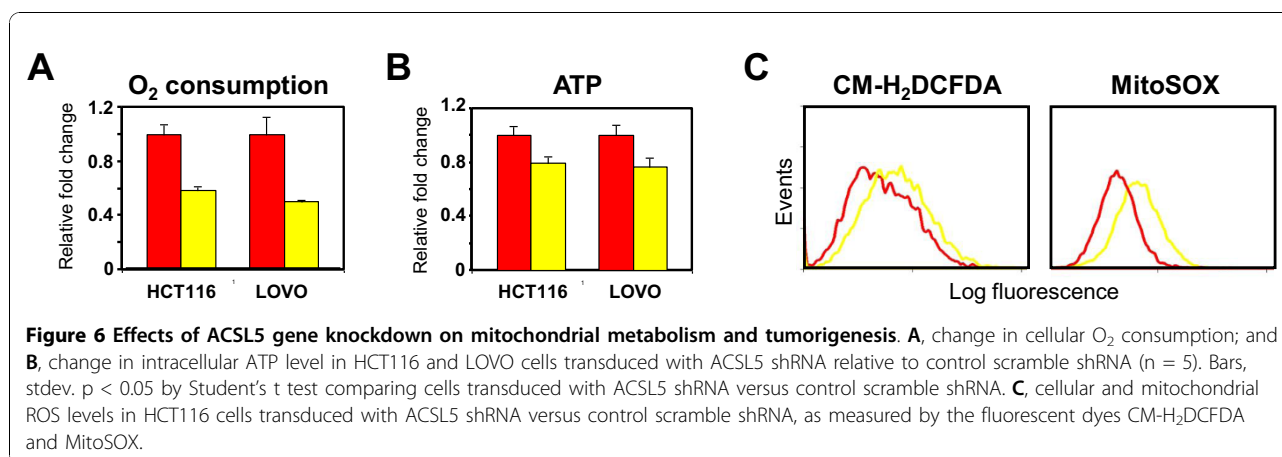 A
O₂ consumption
Relative fold change
1.2
0.8
0.4
0
HCT116
LOVO
B
ATP
Relative fold change
1.2
0.8
0.4
0
HCT116
LOVO
C
CM-H₂DCFDA
MitoSOX
Events
Log fluorescence
Figure 6 Effects of ACSL5 gene knockdown on mitochondrial metabolism and tumorigenesis. A, change in cellular O₂ consumption; and
B, change in intracellular ATP level in HCT116 and LOVO cells transduced with ACSL5 shRNA relative to control scramble shRNA (n = 5). Bars,
stdev. p < 0.05 by Student's t test comparing cells transduced with ACSL5 shRNA versus control scramble shRNA. C, cellular and mitochondrial
ROS levels in HCT116 cells transduced with ACSL5 shRNA versus control scramble shRNA, as measured by the fluorescent dyes CM-H₂DCFDA
and MitoSOX.